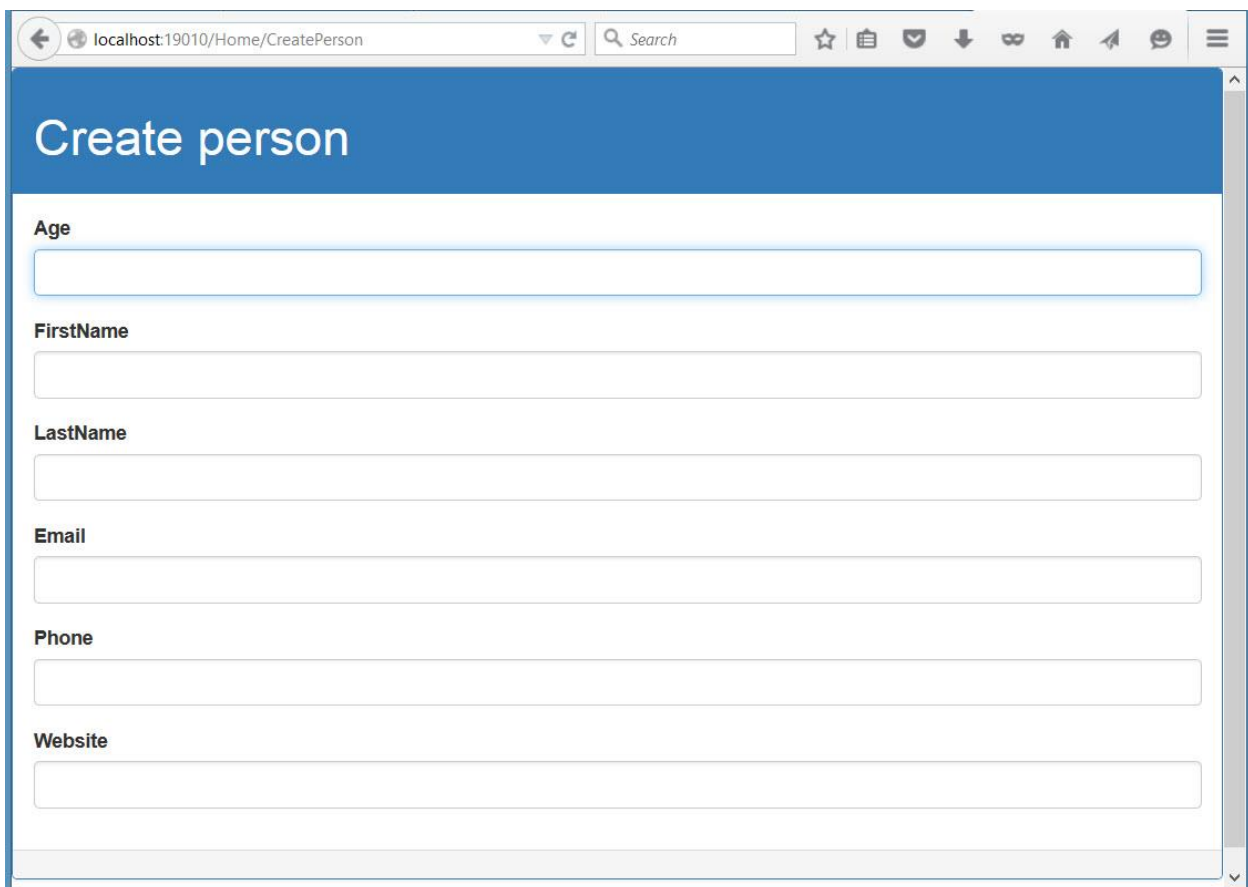 localhost:19010/Home/CreatePerson
Search
Create person
Age
FirstName
LastName
Email
Phone
Website